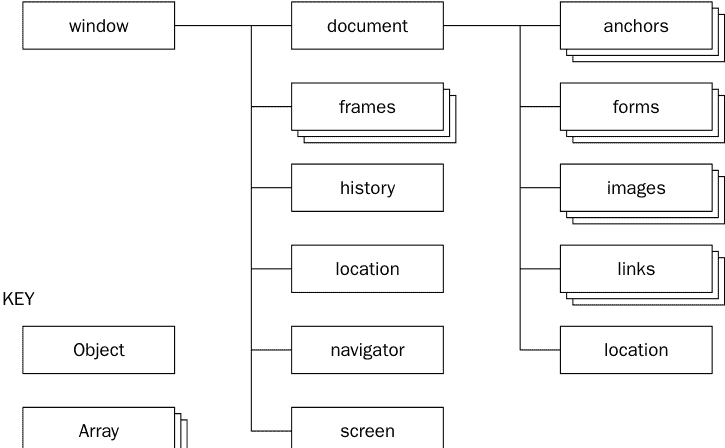 window
document
anchors
frames
forms
history
images
location
links
KEY
Object
navigator
location
Array
screen